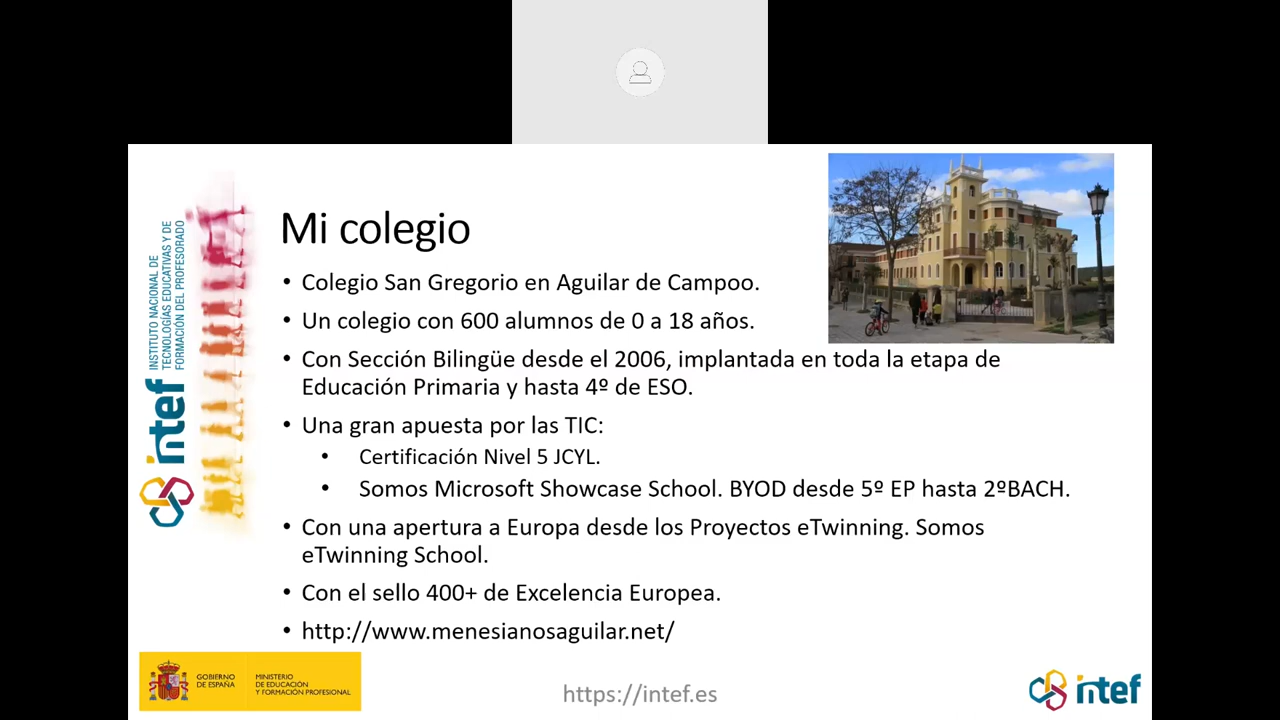 INSTITUTO NACIONAL DE
TECNOLOGÍAS EDUCATIVAS Y DE
FORMACIÓN DEL PROFESORADO
intef
Mi colegio
• Colegio San Gregorio en Aguilar de Campoo.
• Un colegio con 600 alumnos de 0 a 18 años.
• Con Sección Bilingüe desde el 2006, implantada en toda la etapa de
Educación Primaria y hasta 4º de ESO.
• Una gran apuesta por las TIC:
• Certificación Nivel 5 JCYL.
• Somos Microsoft Showcase School. BYOD desde 5º EP hasta 2ºBACH.
• Con una apertura a Europa desde los Proyectos eTwinning. Somos
eTwinning School.
• Con el sello 400+ de Excelencia Europea.
• http://www.menesianosaguilar.net/
GOBIERNO
DE ESPAÑA
MINISTERIO
DE EDUCACIÓN
Y FORMACIÓN PROFESIONAL
https://intef.es
intef